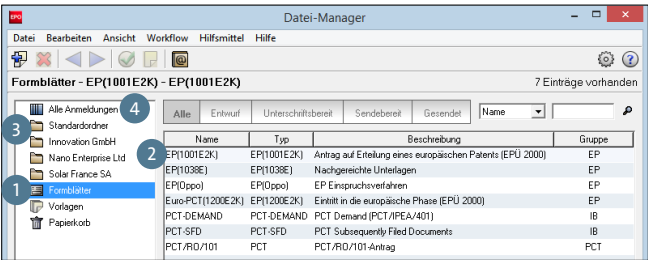 EPO Datei-Manager
Datei Bearbeiten Ansicht Workflow Hilfsmittel Hilfe
Formblätter - EP(1001E2K) - EP(1001E2K) 7 Einträge vorhanden
Alle Anmeldungen 4
3 Standardordner
Innovation GmbH
Nano Enterprise Ltd
Solar France SA
1 Formblätter
Vorlagen
Papierkorb
Alle Entwurf Unterschriftsbereit Sendebereit Gesendet Name
Name Typ Beschreibung Gruppe
2 EP(1001E2K) EP(1001E2K) Antrag auf Erteilung eines europäischen Patents (EPÜ 2000) EP
EP(1038E) EP(1038E) Nachgereichte Unterlagen EP
EP(Oppo) EP(Oppo) EP Einspruchsverfahren EP
Euro-PCT(1200E2K) EP(1200E2K) Eintritt in die europäische Phase (EPÜ 2000) EP
PCT-DEMAND PCT-DEMAND PCT Demand (PCT/IPEA/401) IB
PCT-SFD PCT-SFD PCT Subsequently Filed Documents IB
PCT/RO/101 PCT PCT/RO/101-Antrag PCT